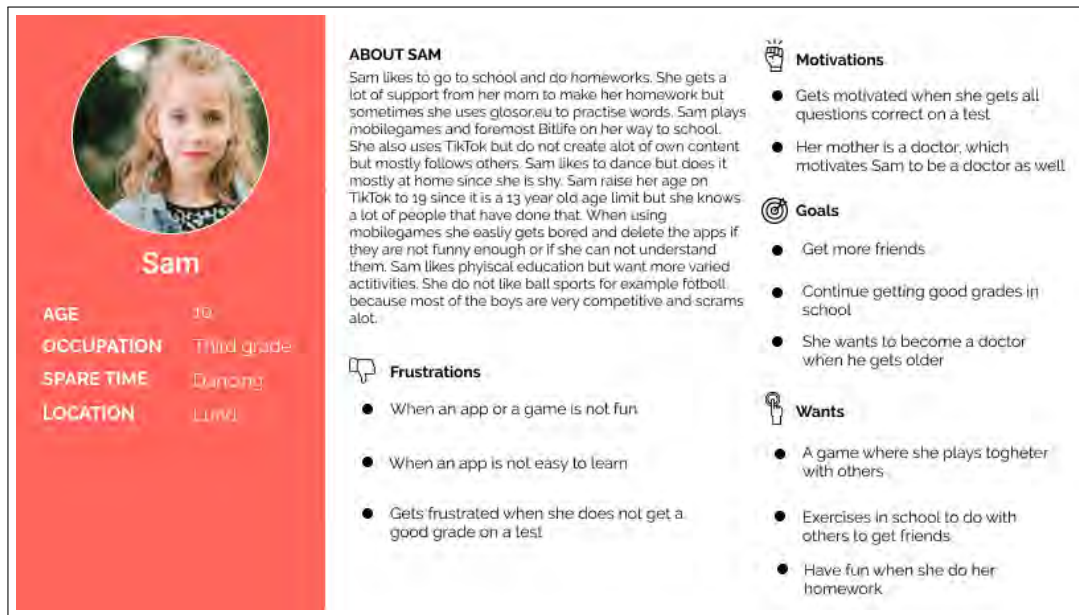 Sam
AGE 10
OCCUPATION Third grade
SPARE TIME Dancing
LOCATION Lund
ABOUT SAM
Sam likes to go to school and do homeworks. She gets a
lot of support from her mom to make her homework but
sometimes she uses glosor.eu to practise words. Sam plays
mobilegames and foremost Bitlife on her way to school.
She also uses TikTok but do not create alot of own content
but mostly follows others. Sam likes to dance but does it
mostly at home since she is shy. Sam raise her age on
TikTok to 19 since it is a 13 year old age limit but she knows
a lot of people that have done that. When using
mobilegames she easliy gets bored and delete the apps if
they are not funny enough or if she can not understand
them. Sam likes phyiscal education but want more varied
actitivities. She do not like ball sports for example fotboll
because most of the boys are very competitive and scrams
alot.
Frustrations
When an app or a game is not fun
When an app is not easy to learn
Gets frustrated when she does not get a
good grade on a test
Motivations
Gets motivated when she gets all
questions correct on a test
Her mother is a doctor, which
motivates Sam to be a doctor as well
Goals
Get more friends
Continue getting good grades in
school
She wants to become a doctor
when he gets older
Wants
A game where she plays togheter
with others
Exercises in school to do with
others to get friends
Have fun when she do her
homework